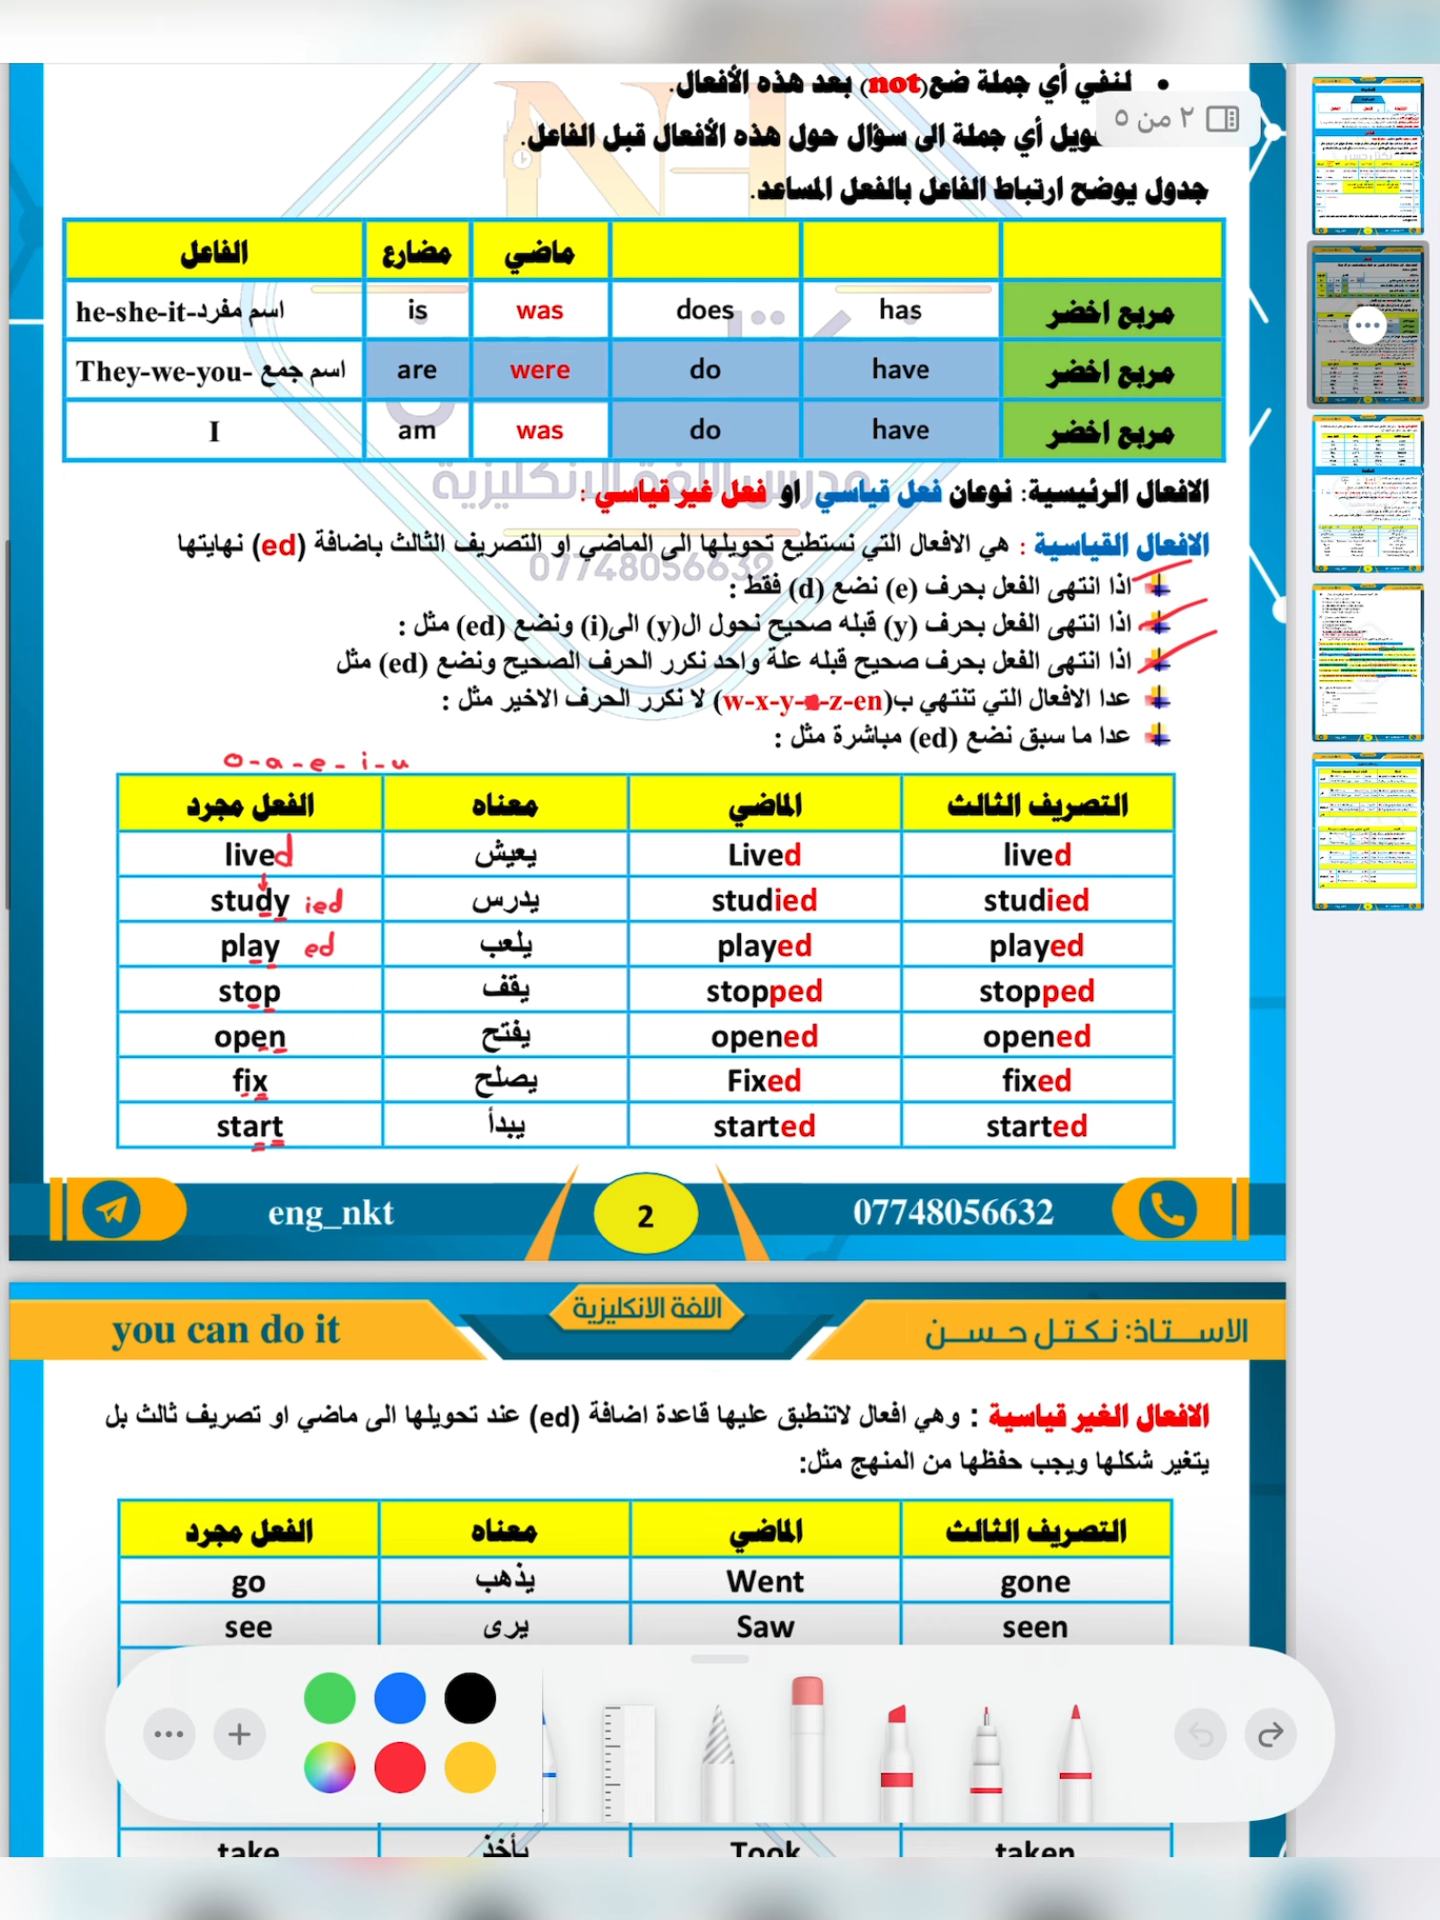 • لنفي أي جملة ضع(not) بعد هذه الأفعال.
٢ من ٥
أي جملة الى سؤال حول هذه الأفعال قبل الفاعل.
جدول يوضح ارتباط الفاعل بالفعل المساعد.
الفاعل مضارع ماضي
he-she-it-اسم مفرد is was does has مربع اخضر
They-we-you- اسم جمع are were do have مربع اخضر
I am was do have مربع اخضر
مدرس اللغة الانكليزية
الافعال الرئيسية: نوعان فعل قياسي او فعل غير قياسي :
الافعال القياسية : هي الافعال التي نستطيع تحويلها الى الماضي او التصريف الثالث باضافة (ed) نهايتها
07748056632
اذا انتهى الفعل بحرف (e) نضع (d) فقط :
اذا انتهى الفعل بحرف (y) قبله صحيح نحول ال(y) الى(i) ونضع (ed) مثل :
اذا انتهى الفعل بحرف صحيح قبله علة واحد نكرر الحرف الصحيح ونضع (ed) مثل
عدا الافعال التي تنتهي ب(w-x-y--z-en) لا نكرر الحرف الاخير مثل :
عدا ما سبق نضع (ed) مباشرة مثل :
o-a-e-i-u
الفعل مجرد معناه الماضي التصريف الثالث
lived يعيش Lived lived
study ied يدرس studied studied
play ed يلعب played played
stop يقف stopped stopped
open يفتح opened opened
fix يصلح Fixed fixed
start يبدأ started started
eng_nkt 2 07748056632
you can do it اللغة الانكليزية الاستاذ: نكتل حسن
الافعال الغير قياسية : وهي افعال لاتنطبق عليها قاعدة اضافة (ed) عند تحويلها الى ماضي او تصريف ثالث بل
يتغير شكلها ويجب حفظها من المنهج مثل:
الفعل مجرد معناه الماضي التصريف الثالث
go يذهب Went gone
see يرى Saw seen
take يأخذ Took taken